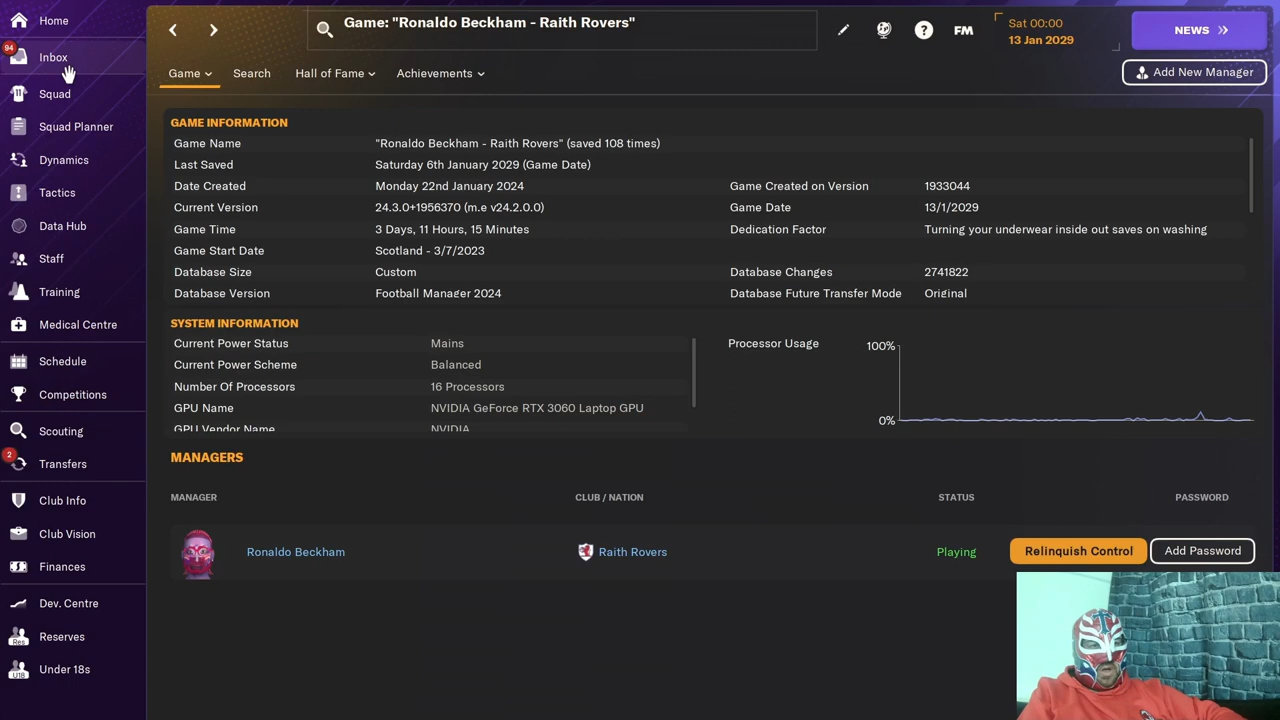 Home
94
Inbox
11
Squad
Squad Planner
Dynamics
Tactics
Data Hub
Staff
Training
Medical Centre
Schedule
Competitions
Scouting
2
Transfers
Club Info
Club Vision
Finances
Dev. Centre
Res
Reserves
U18
Under 18s
Game: "Ronaldo Beckham - Raith Rovers"
?
FM
Sat 00:00
13 Jan 2029
NEWS
Game
Search
Hall of Fame
Achievements
Add New Manager
GAME INFORMATION
Game Name "Ronaldo Beckham - Raith Rovers" (saved 108 times)
Last Saved Saturday 6th January 2029 (Game Date)
Date Created Monday 22nd January 2024 Game Created on Version 1933044
Current Version 24.3.0+1956370 (m.e v24.2.0.0) Game Date 13/1/2029
Game Time 3 Days, 11 Hours, 15 Minutes Dedication Factor Turning your underwear inside out saves on washing
Game Start Date Scotland - 3/7/2023
Database Size Custom Database Changes 2741822
Database Version Football Manager 2024 Database Future Transfer Mode Original
SYSTEM INFORMATION
Current Power Status Mains
Current Power Scheme Balanced
Number Of Processors 16 Processors
GPU Name NVIDIA GeForce RTX 3060 Laptop GPU
GPU Vendor Name NVIDIA
Processor Usage
100%
0%
MANAGERS
MANAGER CLUB / NATION STATUS PASSWORD
Ronaldo Beckham Raith Rovers Playing Relinquish Control Add Password